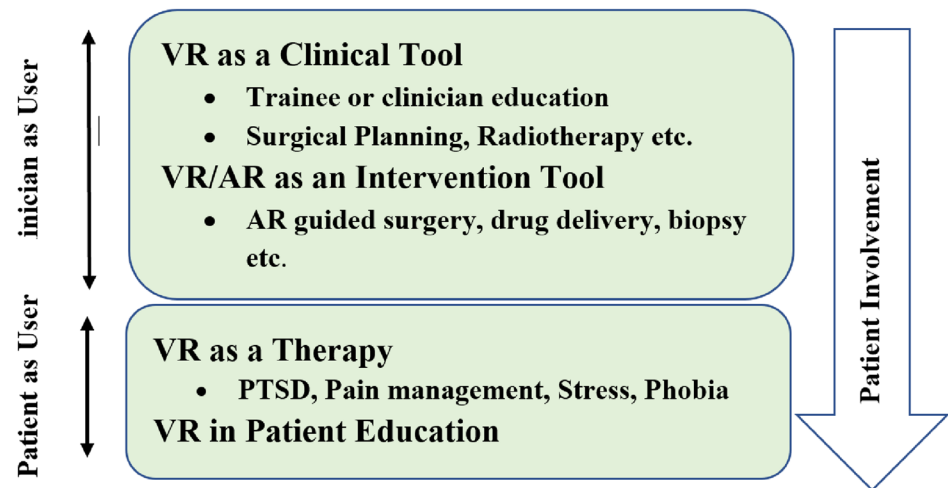 inician as User
VR as a Clinical Tool
• Trainee or clinician education
• Surgical Planning, Radiotherapy etc.
VR/AR as an Intervention Tool
• AR guided surgery, drug delivery, biopsy
etc.
Patient as User
VR as a Therapy
• PTSD, Pain management, Stress, Phobia
VR in Patient Education
Patient Involvement